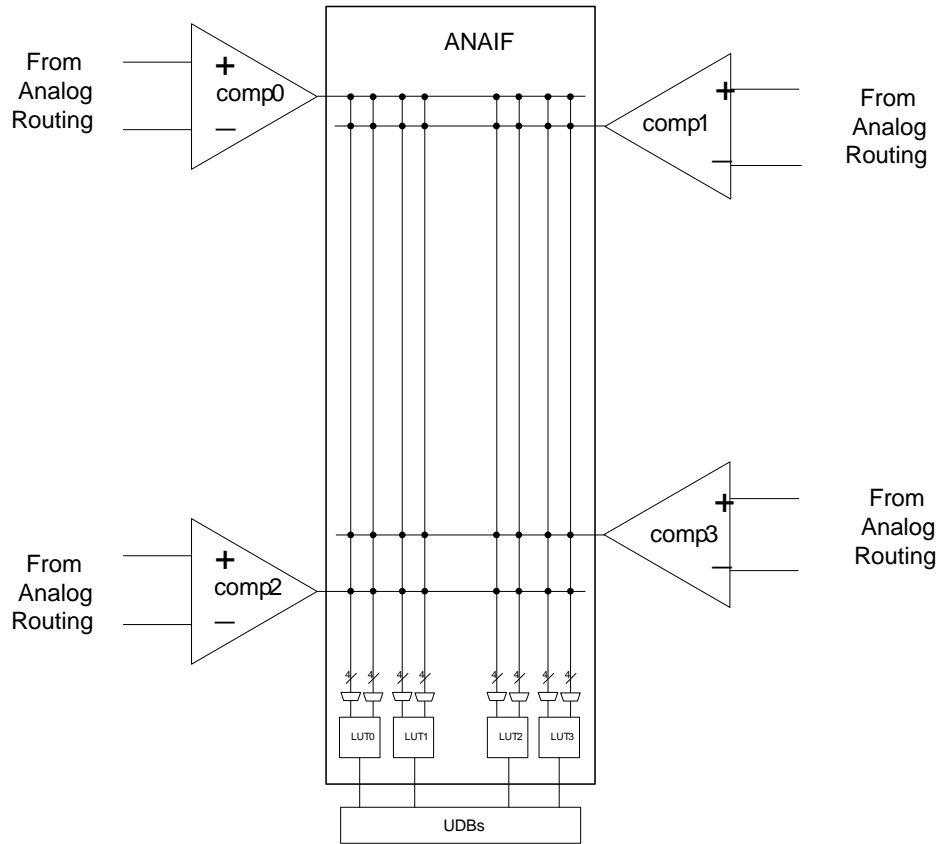 ANAIF
From
Analog
Routing
+
comp0
−
+
comp1
−
From
Analog
Routing
From
Analog
Routing
+
comp2
−
+
comp3
−
From
Analog
Routing
4 4 4 4 4 4 4 4
LUT0 LUT1 LUT2 LUT3
UDBs